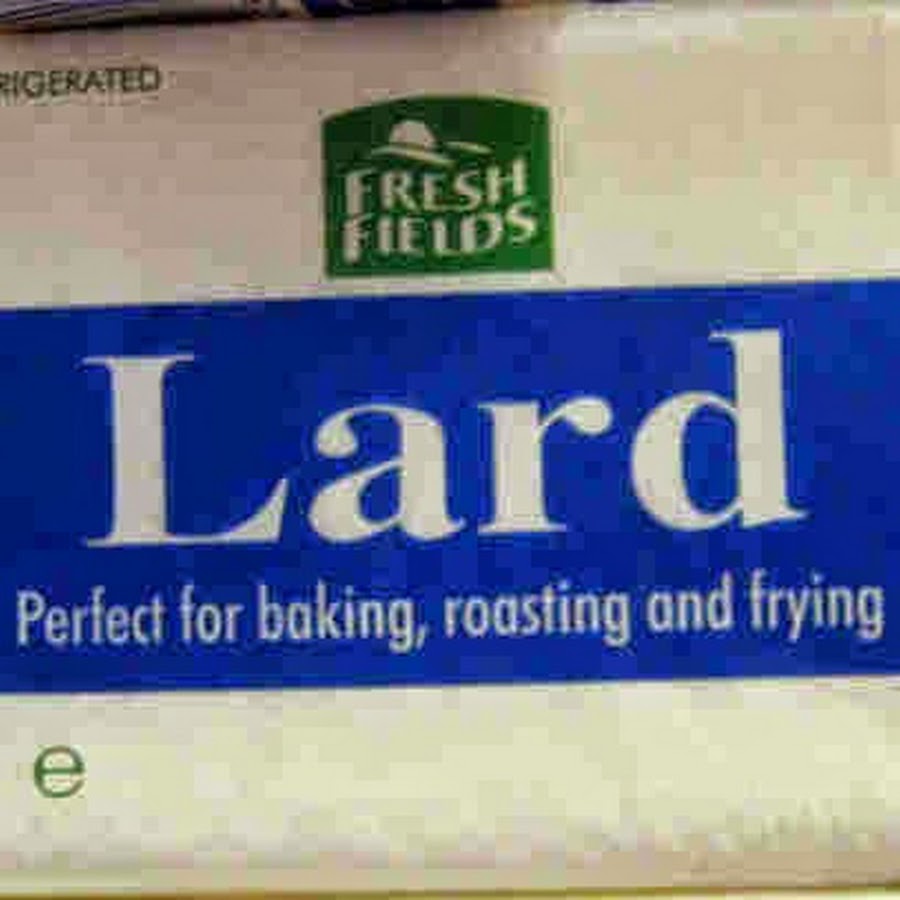 RIGERATED
FRESH
FIELDS
Lard
Perfect for baking, roasting and frying
e